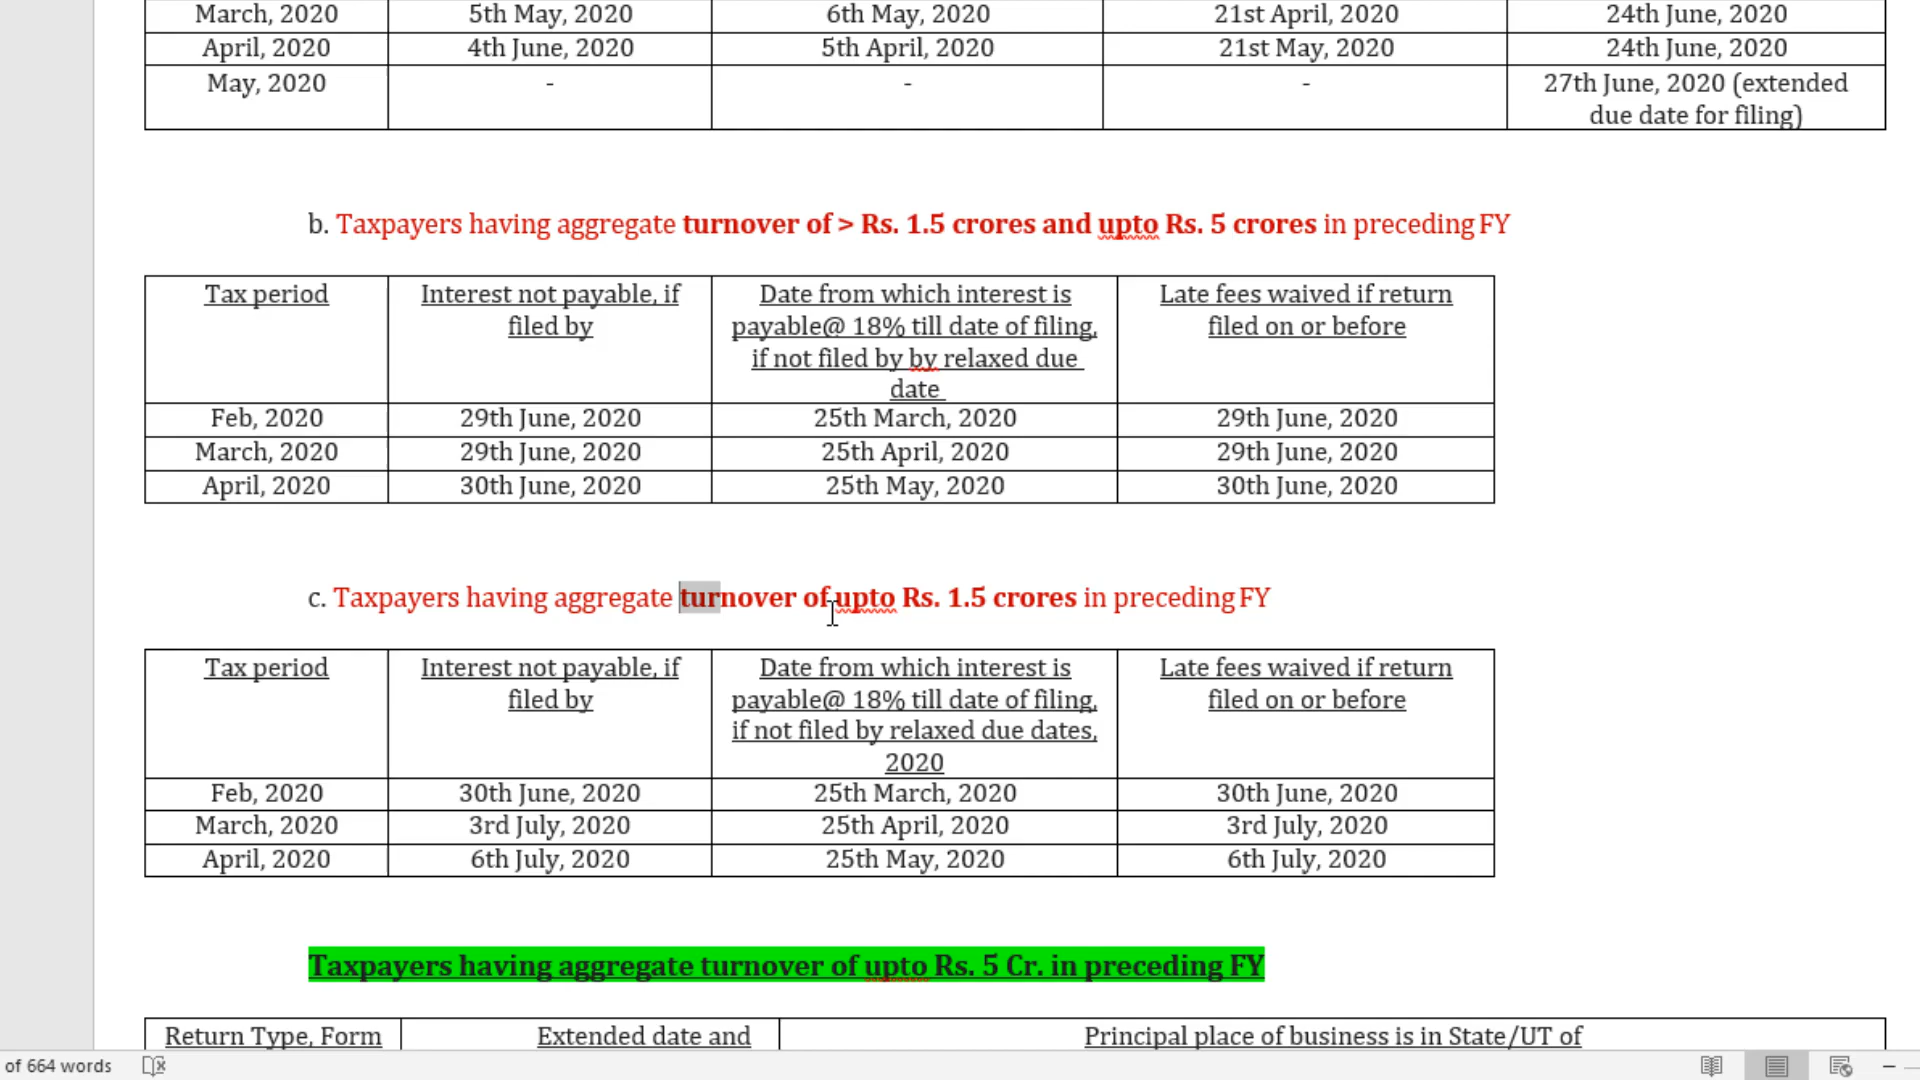 March, 2020 5th May, 2020 6th May, 2020 21st April, 2020 24th June, 2020
April, 2020 4th June, 2020 5th April, 2020 21st May, 2020 24th June, 2020
May, 2020 - - - 27th June, 2020 (extended
due date for filing)
b. Taxpayers having aggregate turnover of > Rs. 1.5 crores and upto Rs. 5 crores in preceding FY
Tax period Interest not payable, if Date from which interest is Late fees waived if return
filed by payable@ 18% till date of filing, filed on or before
if not filed by by relaxed due
date
Feb, 2020 29th June, 2020 25th March, 2020 29th June, 2020
March, 2020 29th June, 2020 25th April, 2020 29th June, 2020
April, 2020 30th June, 2020 25th May, 2020 30th June, 2020
c. Taxpayers having aggregate turnover of upto Rs. 1.5 crores in preceding FY
Tax period Interest not payable, if Date from which interest is Late fees waived if return
filed by payable@ 18% till date of filing, filed on or before
if not filed by relaxed due dates,
2020
Feb, 2020 30th June, 2020 25th March, 2020 30th June, 2020
March, 2020 3rd July, 2020 25th April, 2020 3rd July, 2020
April, 2020 6th July, 2020 25th May, 2020 6th July, 2020
Taxpayers having aggregate turnover of upto Rs. 5 Cr. in preceding FY
Return Type, Form Extended date and Principal place of business is in State/UT of
of 664 words